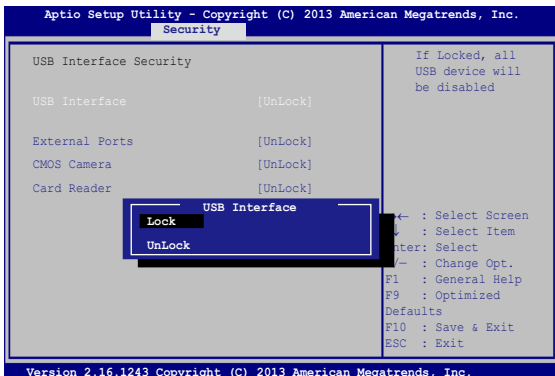 Aptio Setup Utility - Copyright (C) 2013 American Megatrends, Inc.
Security
USB Interface Security
USB Interface [UnLock]
External Ports [UnLock]
CMOS Camera [UnLock]
Card Reader [UnLock]
USB Interface
Lock
UnLock
If Locked, all
USB device will
be disabled
→← : Select Screen
↓ : Select Item
nter: Select
/— : Change Opt.
F1 : General Help
F9 : Optimized
Defaults
F10 : Save & Exit
ESC : Exit
Version 2.16.1243 Copyright (C) 2013 American Megatrends, Inc.